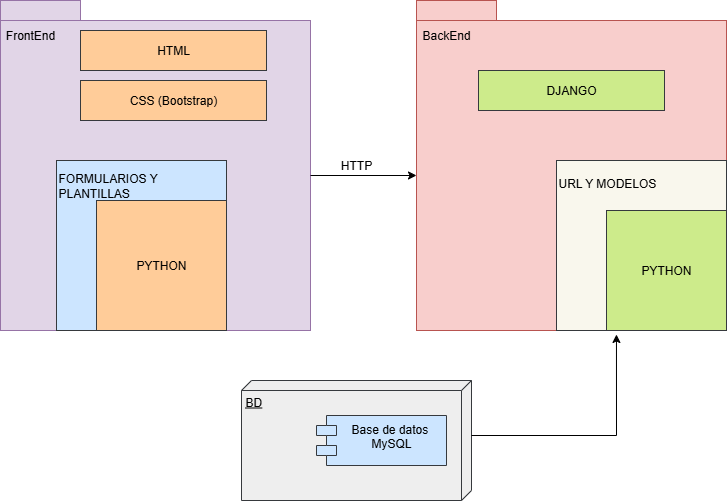 FrontEnd
HTML
CSS (Bootstrap)
FORMULARIOS Y
PLANTILLAS
PYTHON
HTTP
BackEnd
DJANGO
URL Y MODELOS
PYTHON
BD
Base de datos
MySQL